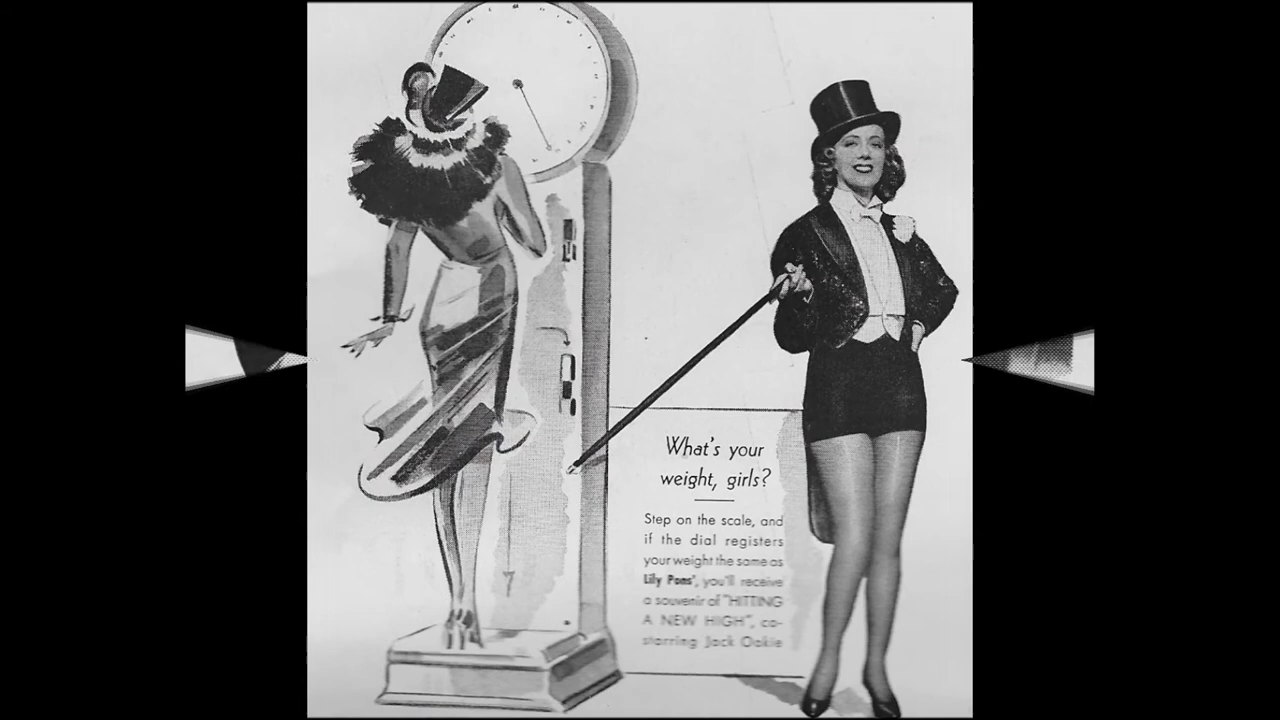 What's your
weight, girls?
Step on the scale, and
if the dial registers
your weight the same as
Lily Pons', you'll receive
a souvenir of "HITTING
A NEW HIGH", co-
starring Jack Oakie